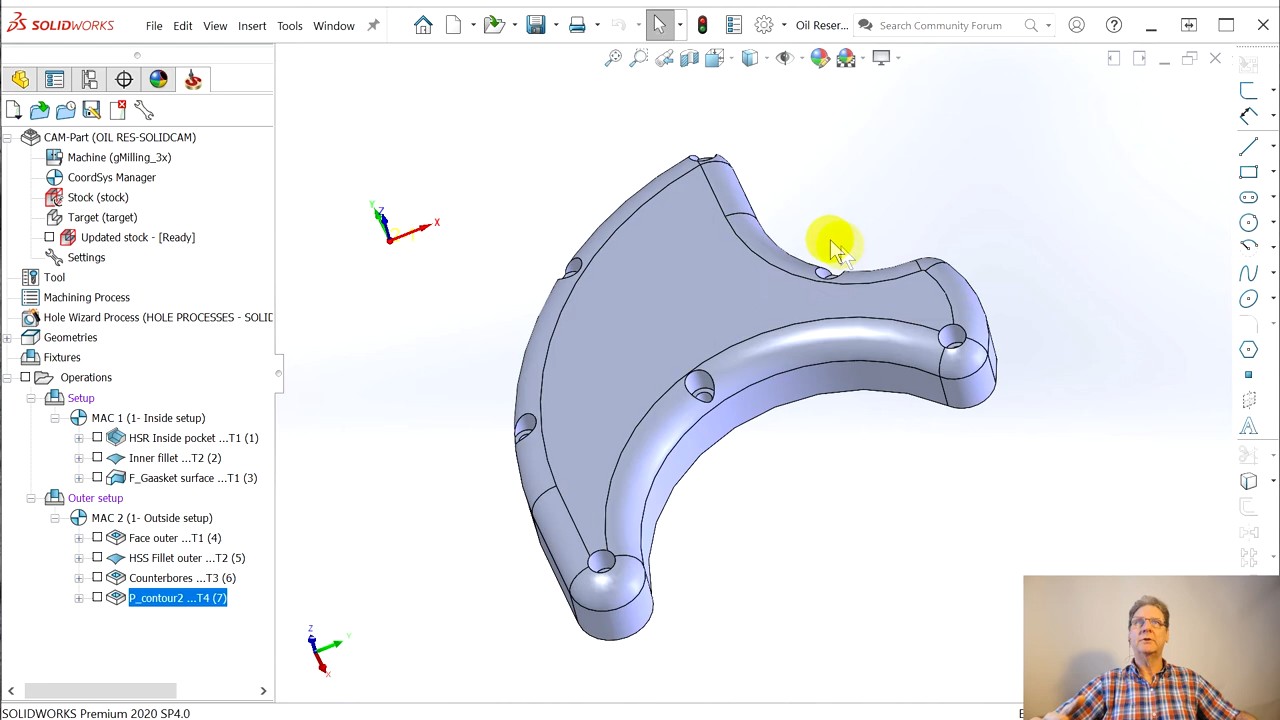 SOLIDWORKS File Edit View Insert Tools Window Oil Reser... Search Community Forum
CAM-Part (OIL RES-SOLIDCAM)
Machine (gMilling_3x)
CoordSys Manager
Stock (stock)
Target (target)
Updated stock - [Ready]
Settings
Tool
Machining Process
Hole Wizard Process (HOLE PROCESSES - SOLID
Geometries
Fixtures
Operations
Setup
MAC 1 (1- Inside setup)
HSR Inside pocket ...T1 (1)
Inner fillet ...T2 (2)
F_Gaasket surface ...T1 (3)
Outer setup
MAC 2 (1- Outside setup)
Face outer ...T1 (4)
HSS Fillet outer ...T2 (5)
Counterbores ...T3 (6)
P_contour2 ...T4 (7)
Y Z X
Z Y X
SOLIDWORKS Premium 2020 SP4.0